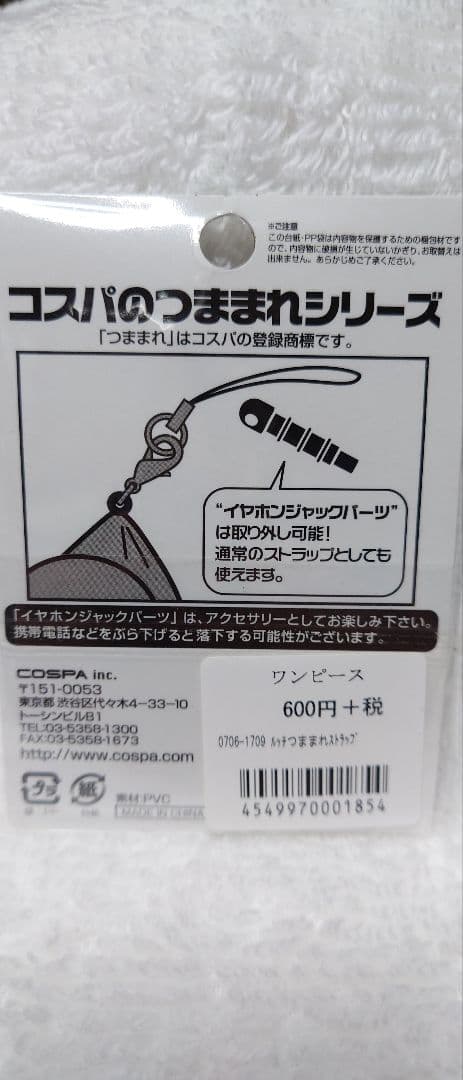 ※ご注意
この台紙・PP袋は内容物を保護するための梱包材です
ので、内容物に破損が生じていないかぎり、お取替えは
出来ません。あらかじめご了承ください。
コスパのつままれシリーズ
「つままれ」はコスパの登録商標です。
"イヤホンジャックパーツ"
は取り外し可能!
通常のストラップとしても
使えます。
「イヤホンジャックパーツ」は、アクセサリーとしてお楽しみ下さい。
携帯電話などをぶら下げると落下する可能性がございます。
COSPA inc.
〒151-0053
東京都 渋谷区代々木4-33-10
トーシンビルB1
TEL:03-5358-1300
FAX:03-5358-1673
http://www.cospa.com
プラ 紙
素材:PVC
MADE IN CHINA
ワンピース
600円+税
0706-1709 ルッチつままれストラップ
4549970001854